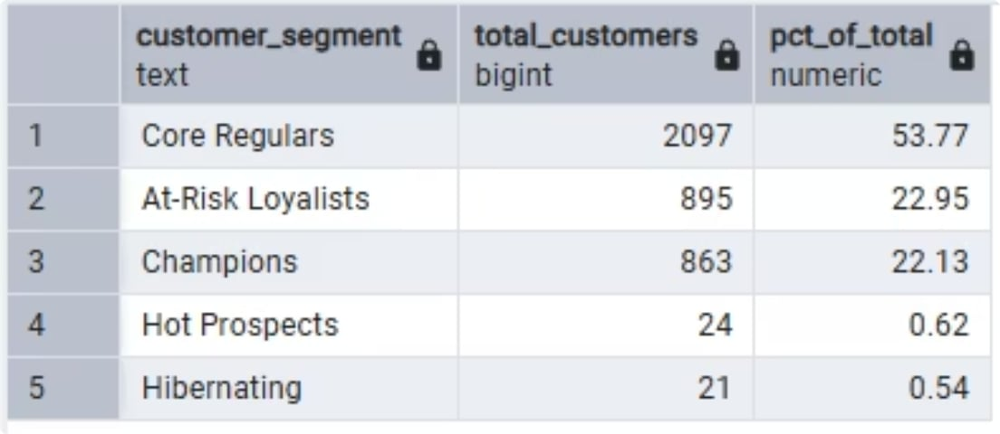 customer_segment total_customers pct_of_total
text bigint numeric
1 Core Regulars 2097 53.77
2 At-Risk Loyalists 895 22.95
3 Champions 863 22.13
4 Hot Prospects 24 0.62
5 Hibernating 21 0.54